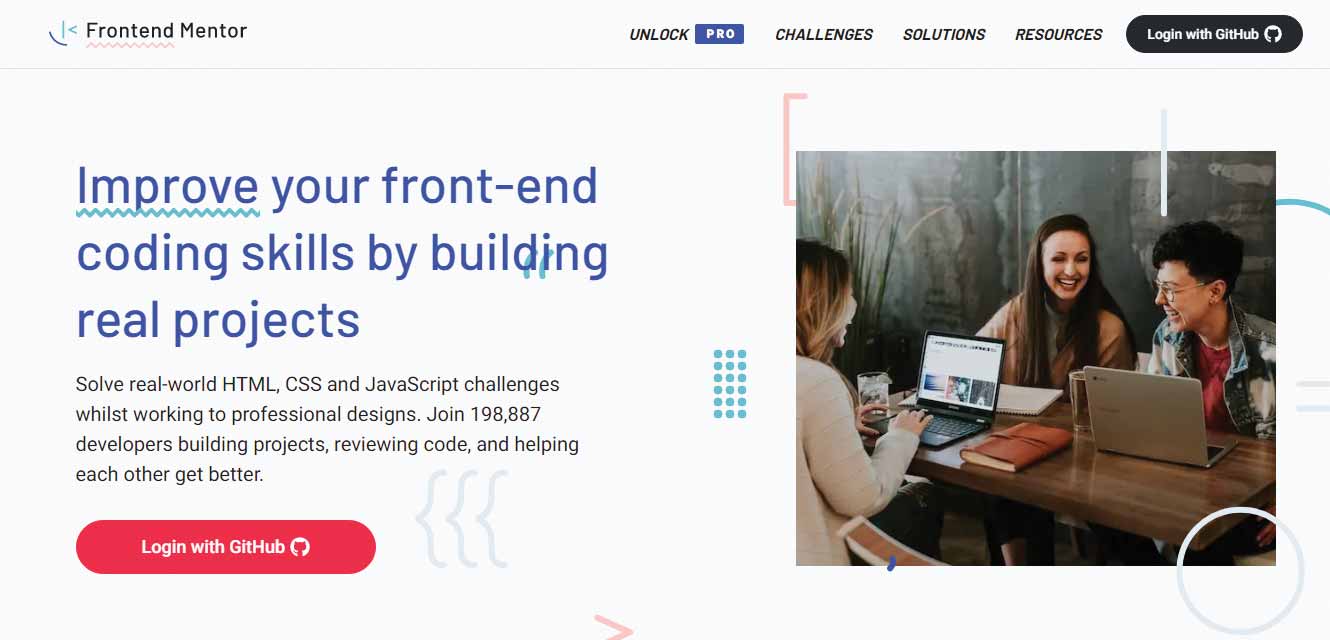 Frontend Mentor
UNLOCK PRO CHALLENGES SOLUTIONS RESOURCES Login with GitHub
Improve your front-end
coding skills by building
real projects
Solve real-world HTML, CSS and JavaScript challenges
whilst working to professional designs. Join 198,887
developers building projects, reviewing code, and helping
each other get better.
Login with GitHub